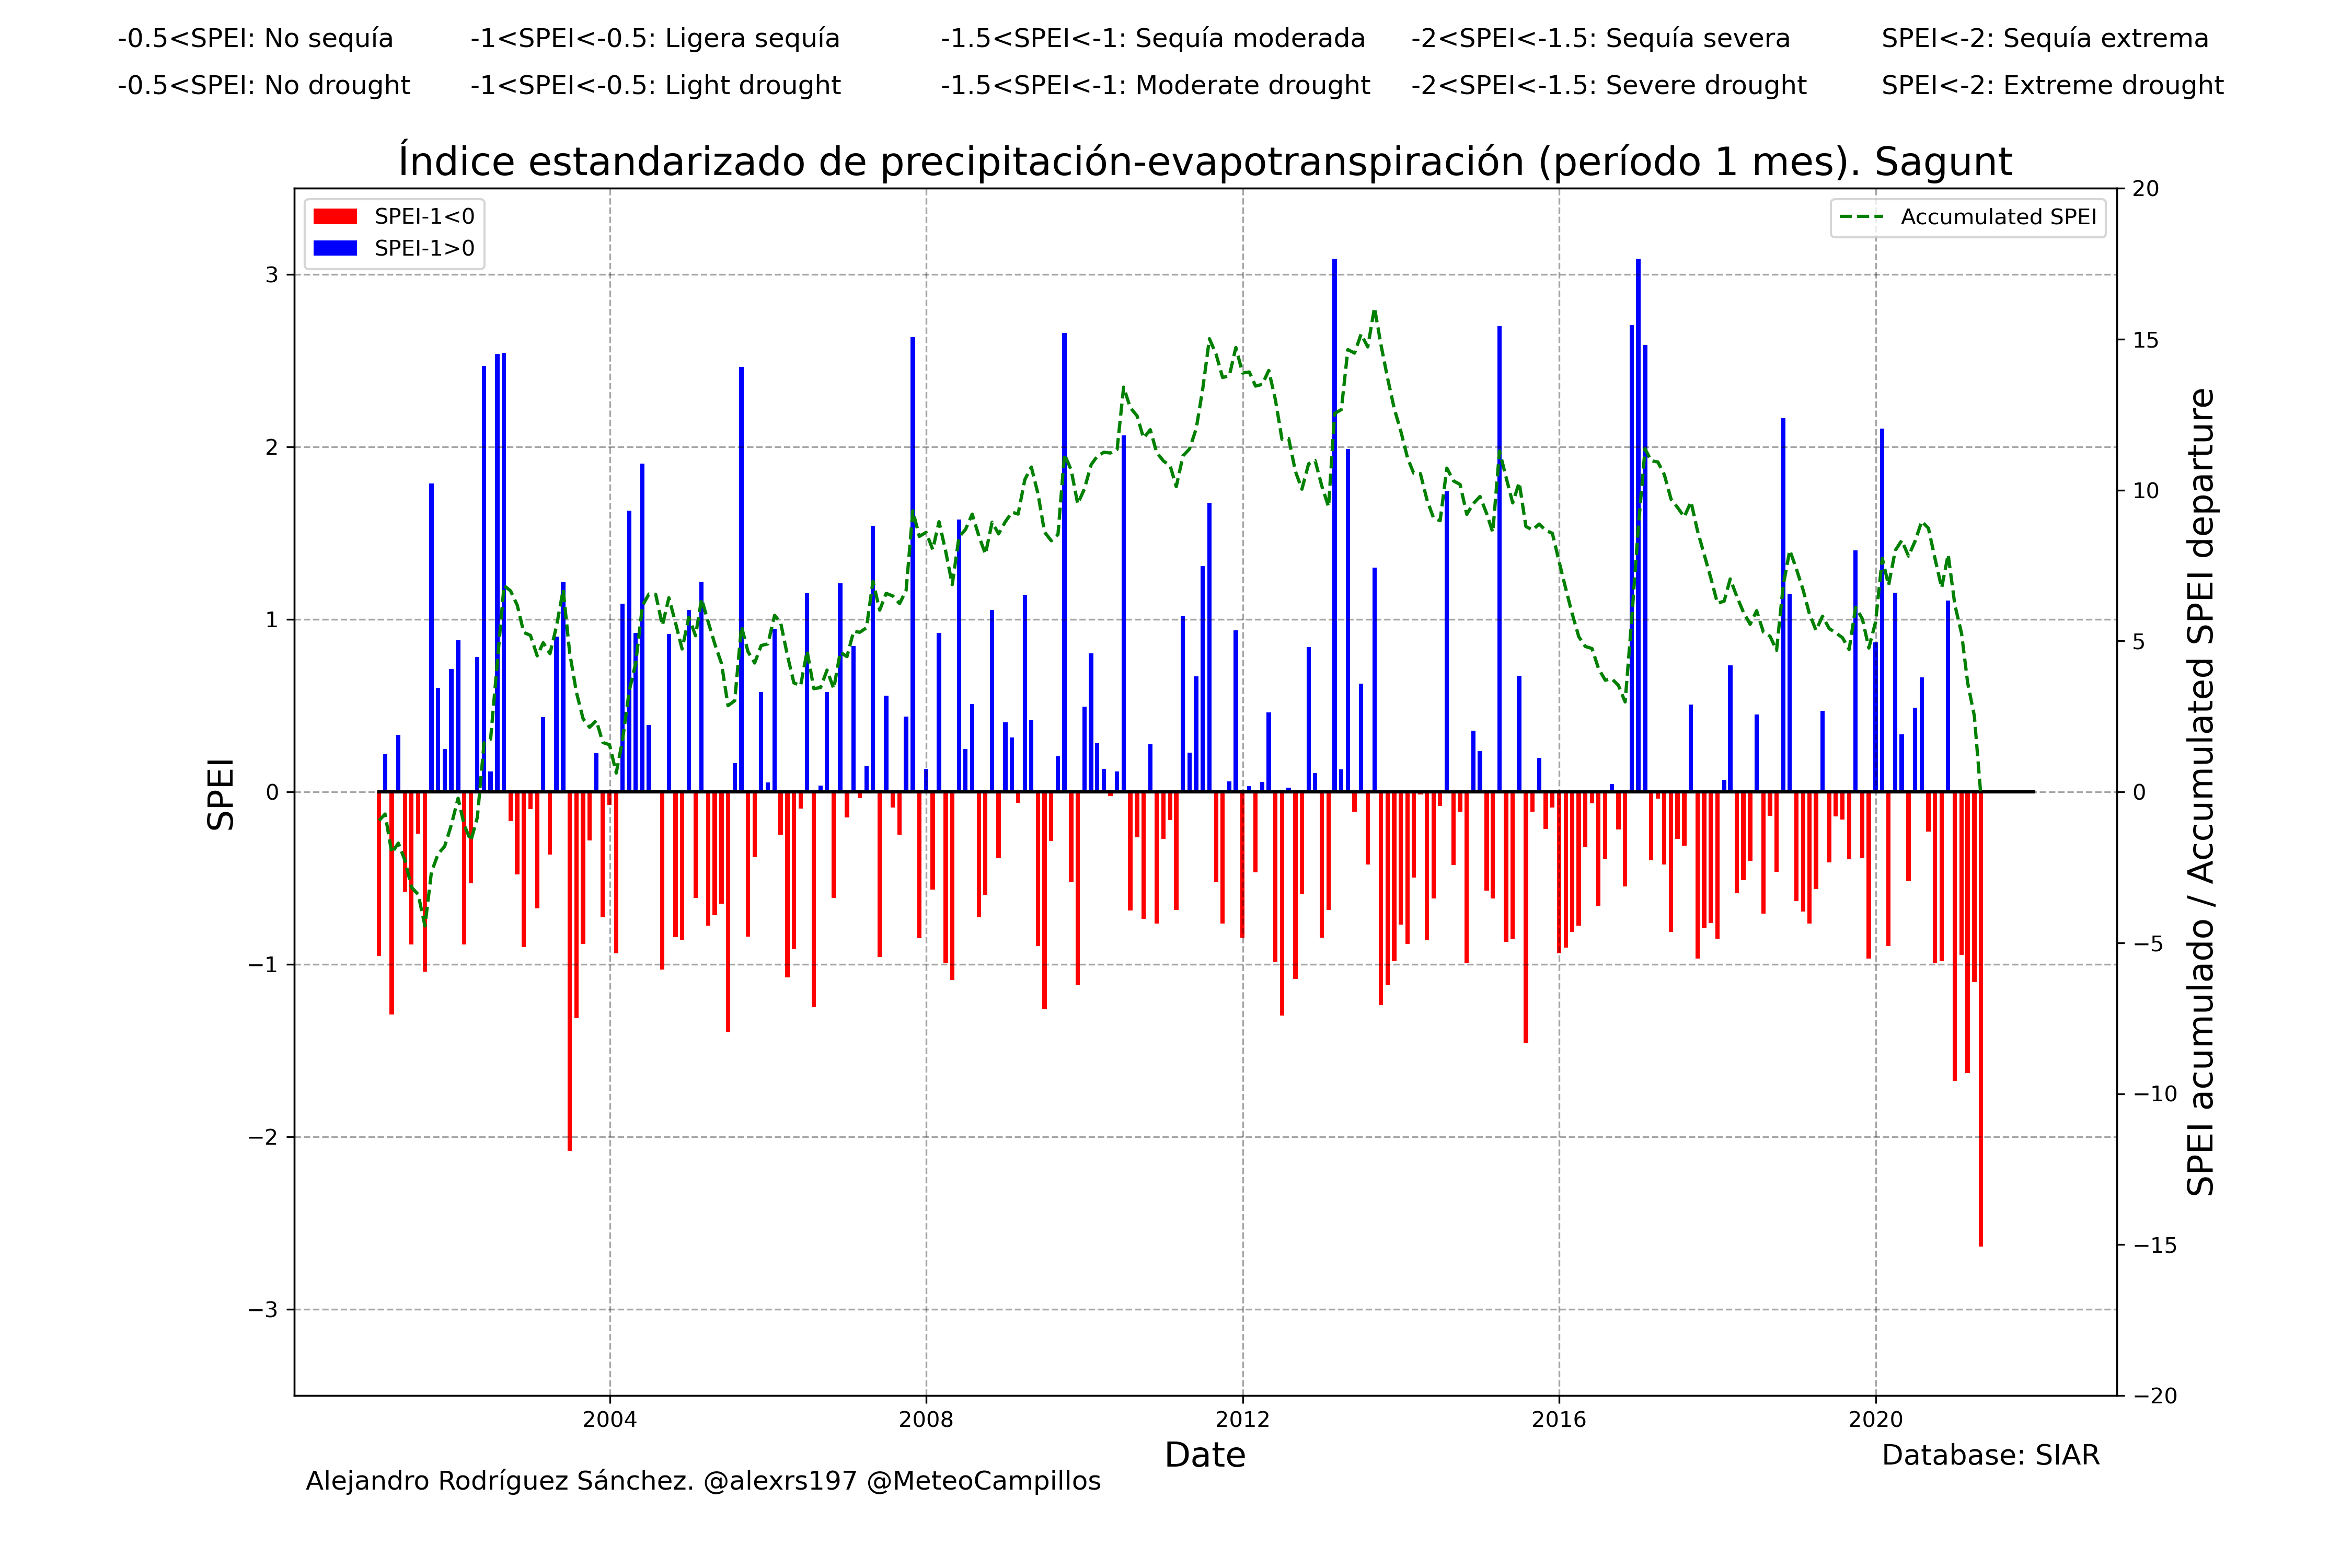 -0.5<SPEI: No sequía -1<SPEI<-0.5: Ligera sequía -1.5<SPEI<-1: Sequía moderada -2<SPEI<-1.5: Sequía severa SPEI<-2: Sequía extrema
-0.5<SPEI: No drought -1<SPEI<-0.5: Light drought -1.5<SPEI<-1: Moderate drought -2<SPEI<-1.5: Severe drought SPEI<-2: Extreme drought
Índice estandarizado de precipitación-evapotranspiración (período 1 mes). Sagunt
SPEI-1<0
SPEI-1>0
Accumulated SPEI
SPEI
3
2
1
0
−1
−2
−3
20
15
10
5
0
−5
−10
−15
−20
SPEI acumulado / Accumulated SPEI departure
2004 2008 2012 2016 2020
Date
Database: SIAR
Alejandro Rodríguez Sánchez. @alexrs197 @MeteoCampillos